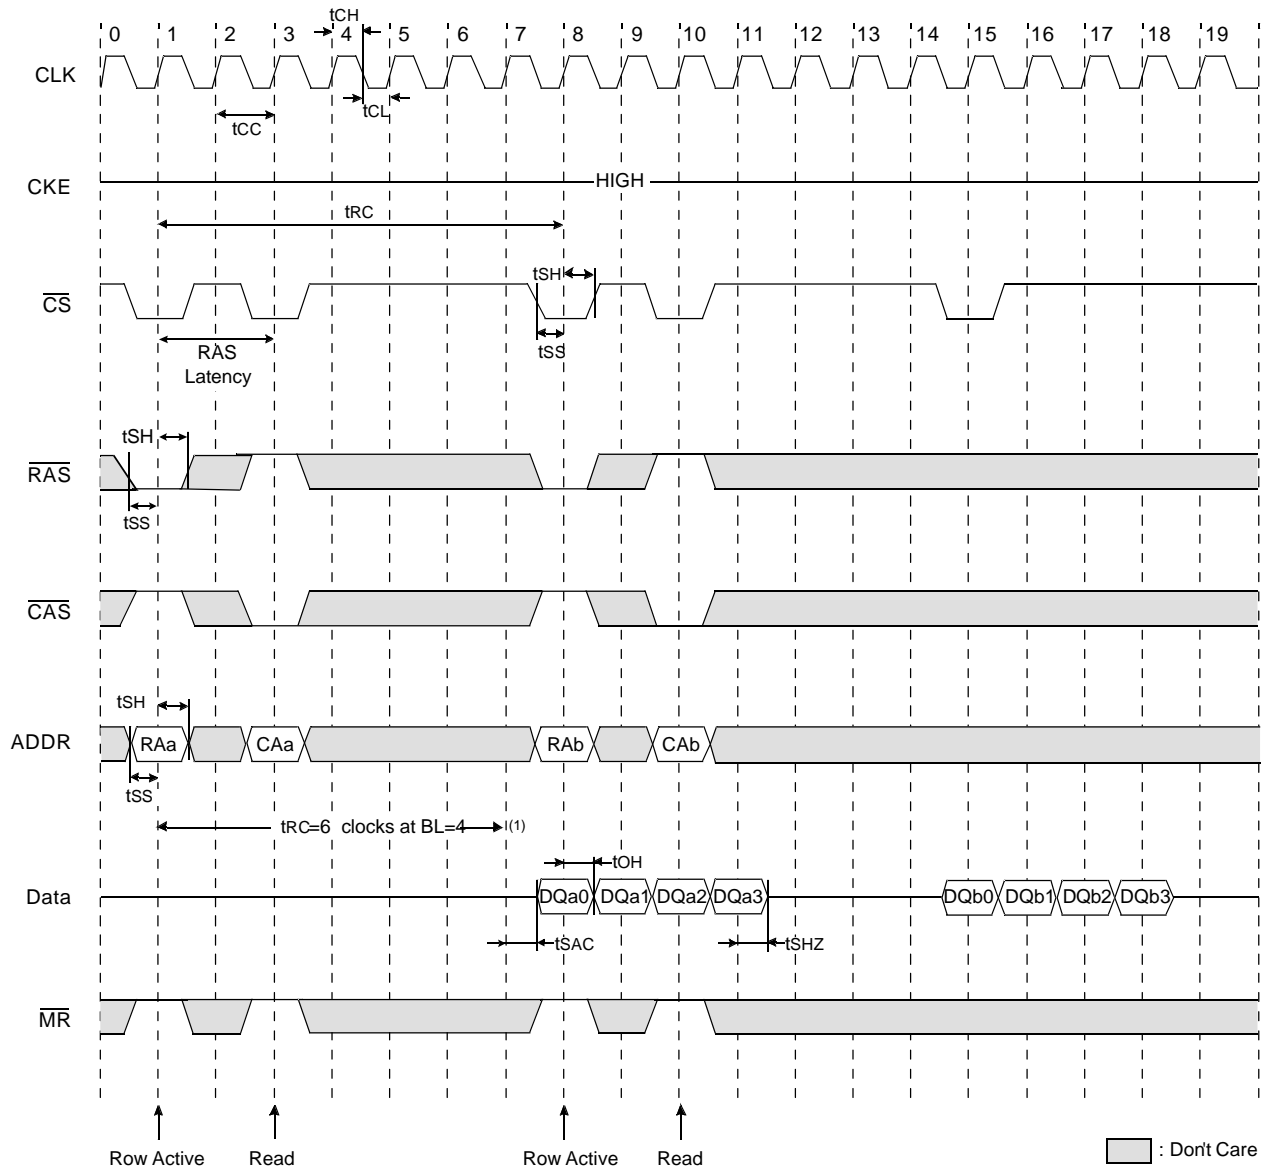 tCH
0 1 2 3 4 5 6 7 8 9 10 11 12 13 14 15 16 17 18 19
CLK
tCL
tCC
CKE
HIGH
tRC
tSH
CS
tSS
RAS
Latency
tSH
RAS
tSS
CAS
tSH
ADDR
RAa CAa RAb CAb
tSS
tRC=6 clocks at BL=4 (1)
tOH
Data
DQa0 DQa1 DQa2 DQa3 DQb0 DQb1 DQb2 DQb3
tSAC tSHZ
MR
Row Active Read Row Active Read
: Don't Care